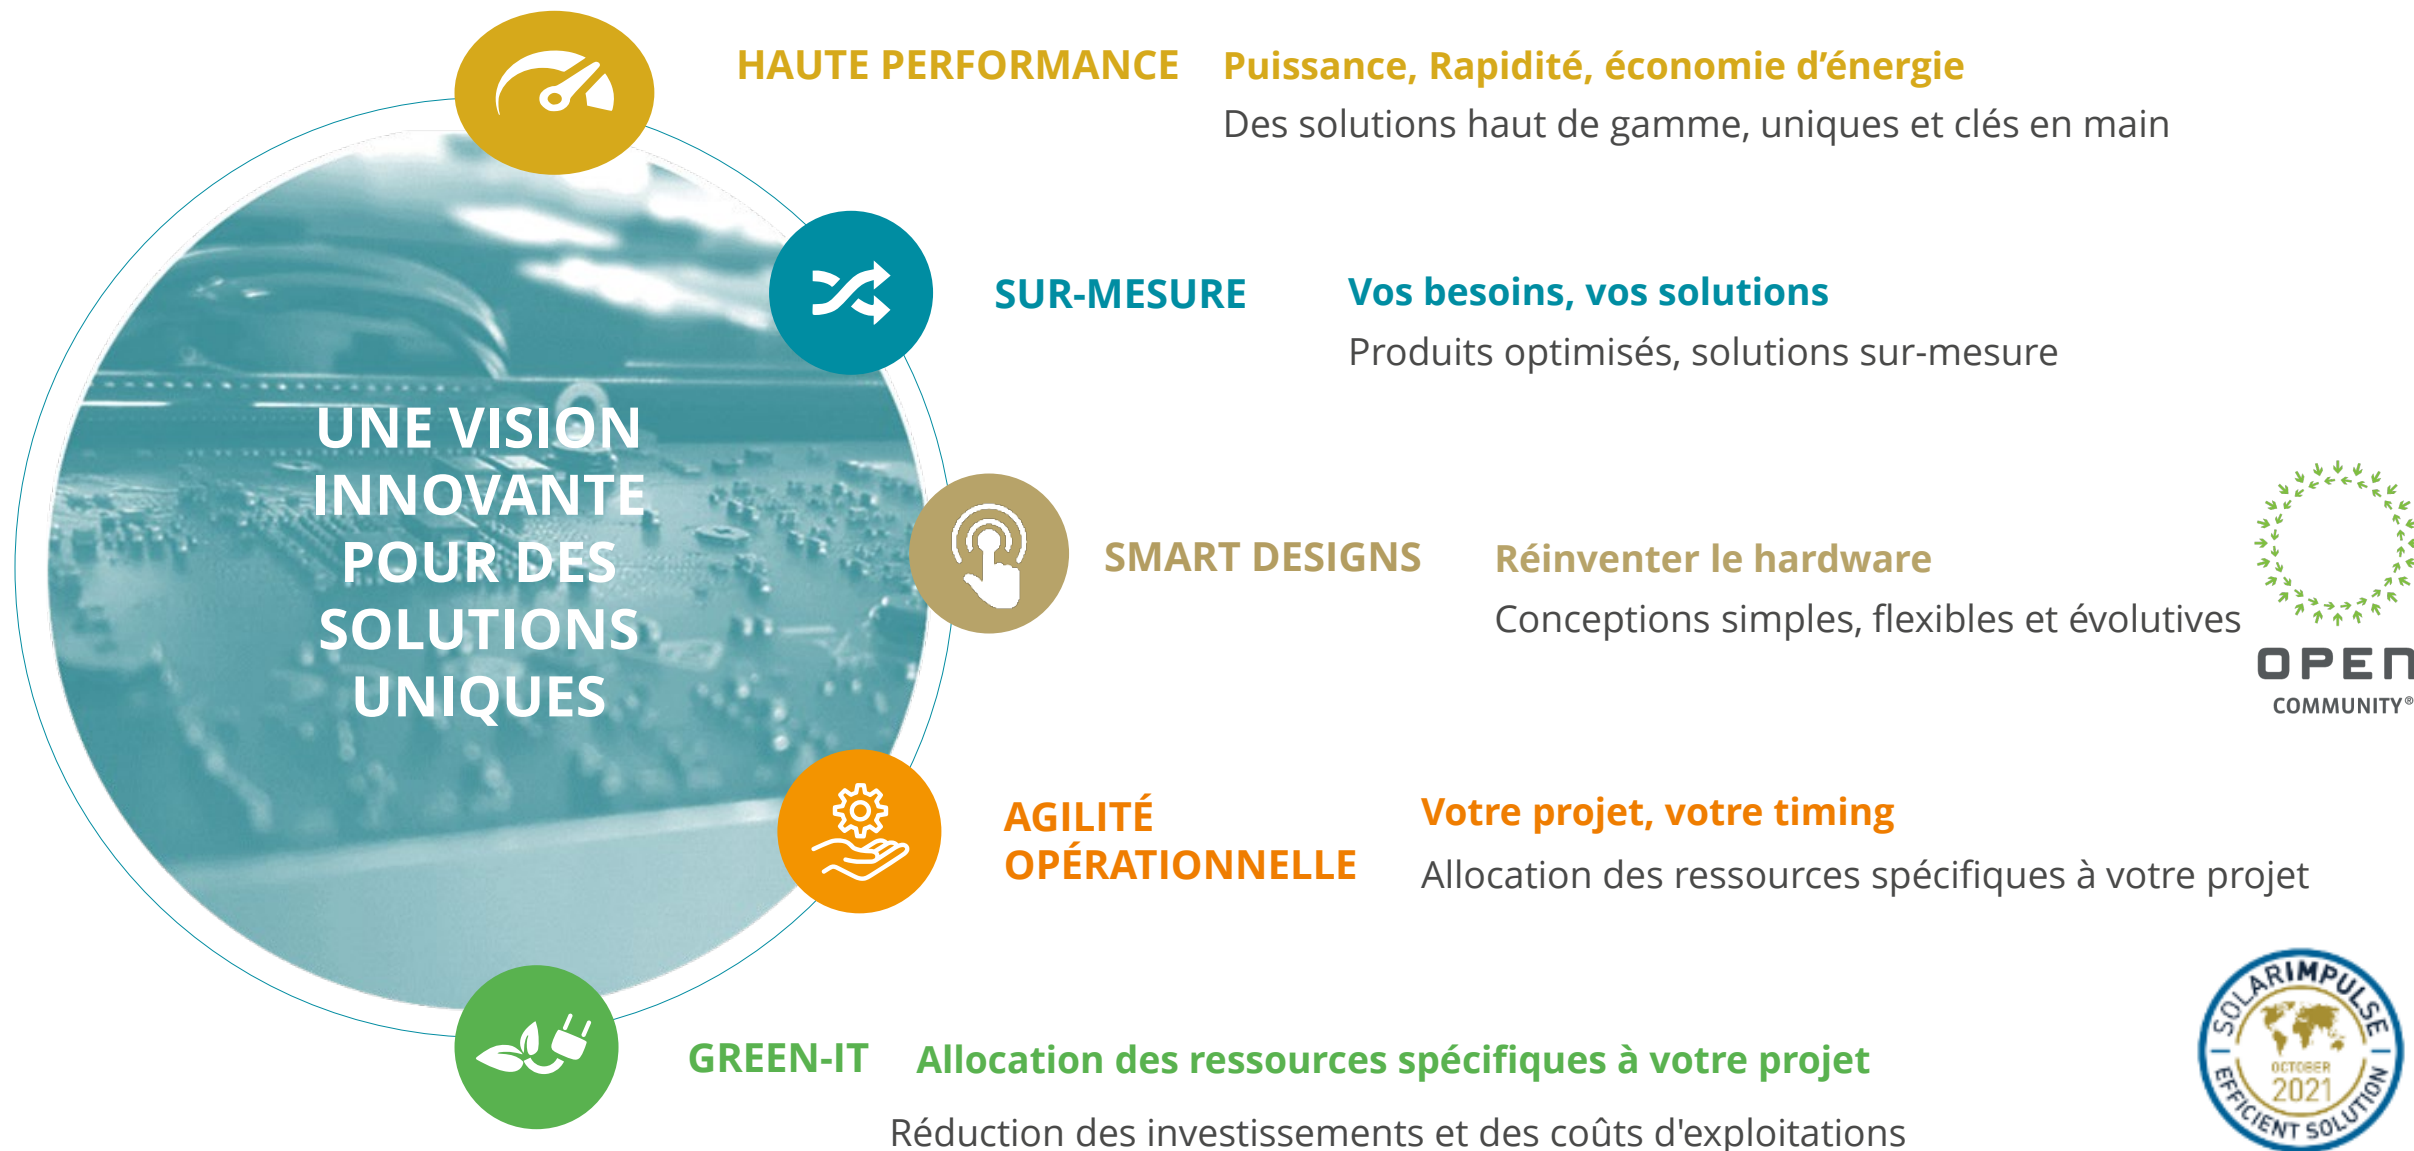 HAUTE PERFORMANCE
Puissance, Rapidité, économie d’énergie
Des solutions haut de gamme, uniques et clés en main
SUR-MESURE
Vos besoins, vos solutions
Produits optimisés, solutions sur-mesure
UNE VISION
INNOVANTE
POUR DES
SOLUTIONS
UNIQUES
SMART DESIGNS
Réinventer le hardware
Conceptions simples, flexibles et évolutives
OPEN
COMMUNITY®
AGILITÉ
OPÉRATIONNELLE
Votre projet, votre timing
Allocation des ressources spécifiques à votre projet
GREEN-IT
Allocation des ressources spécifiques à votre projet
Réduction des investissements et des coûts d'exploitations
SOLARIMPULSE
OCTOBER
2021
EFFICIENT SOLUTION